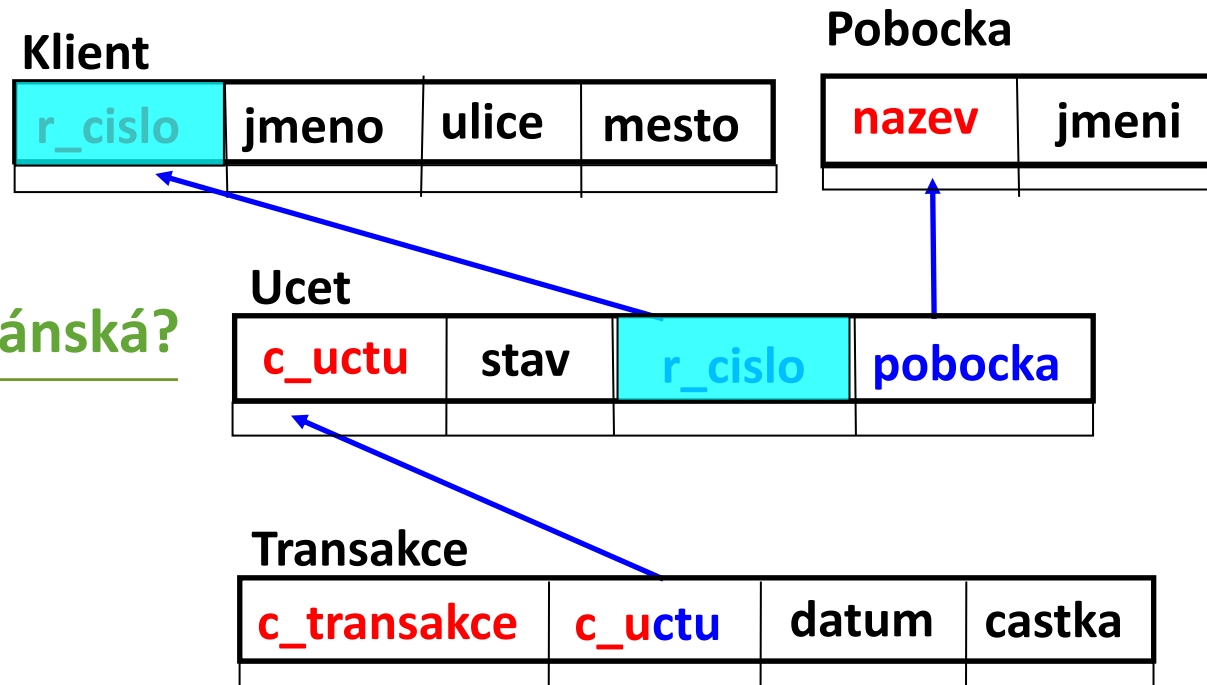 Klient
r_cislo jmeno ulice mesto
Pobocka
nazev jmeni
ánská?
Ucet
c_uctu stav r_cislo pobocka
Transakce
c_transakce c_uctu datum castka